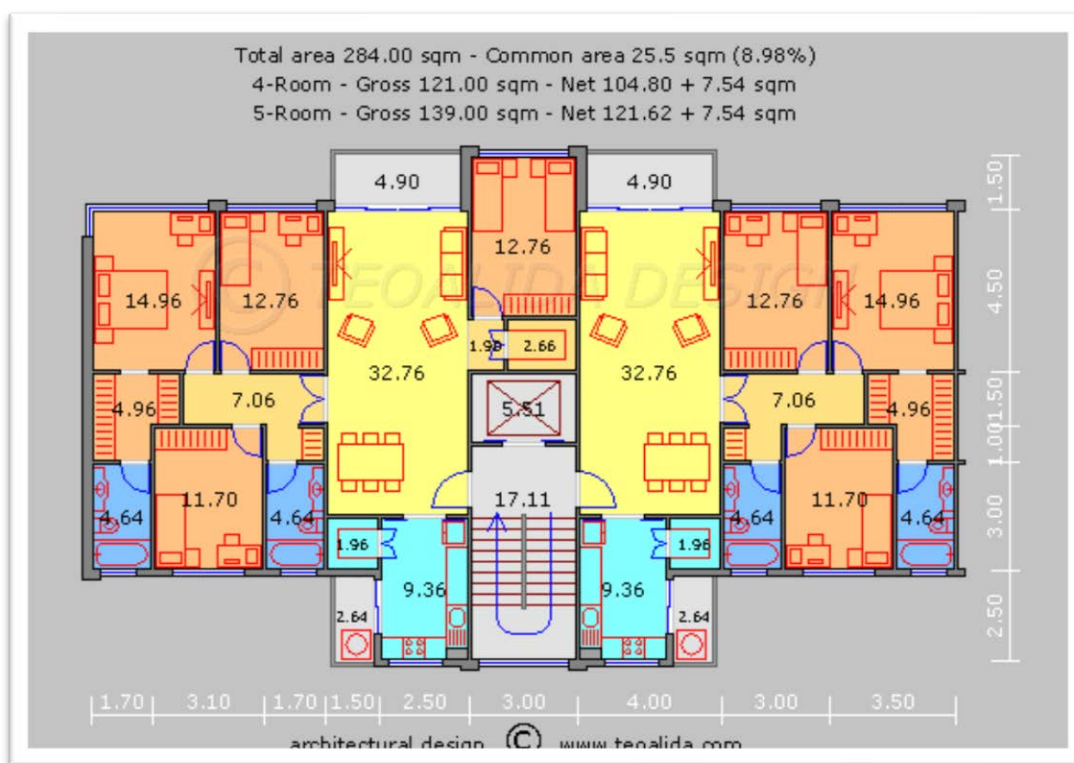 Total area 284.00 sqm - Common area 25.5 sqm (8.98%)
4-Room - Gross 121.00 sqm - Net 104.80 + 7.54 sqm
5-Room - Gross 139.00 sqm - Net 121.62 + 7.54 sqm
4.90 4.90
1.50
12.76
© TEOALIDA DESIGN
14.96 12.76 12.76 14.96
4.50
1.90 2.66
32.76 32.76
4.96 7.06 5.51 7.06 4.96
1.50
1.00
4.64 11.70 4.64 17.11 4.64 11.70 4.64
3.00
1.96 1.96
9.36 9.36
2.64 2.64
2.50
1.70 3.10 1.70 1.50 2.50 3.00 4.00 3.00 3.50
architectural design © www.teoalida.com